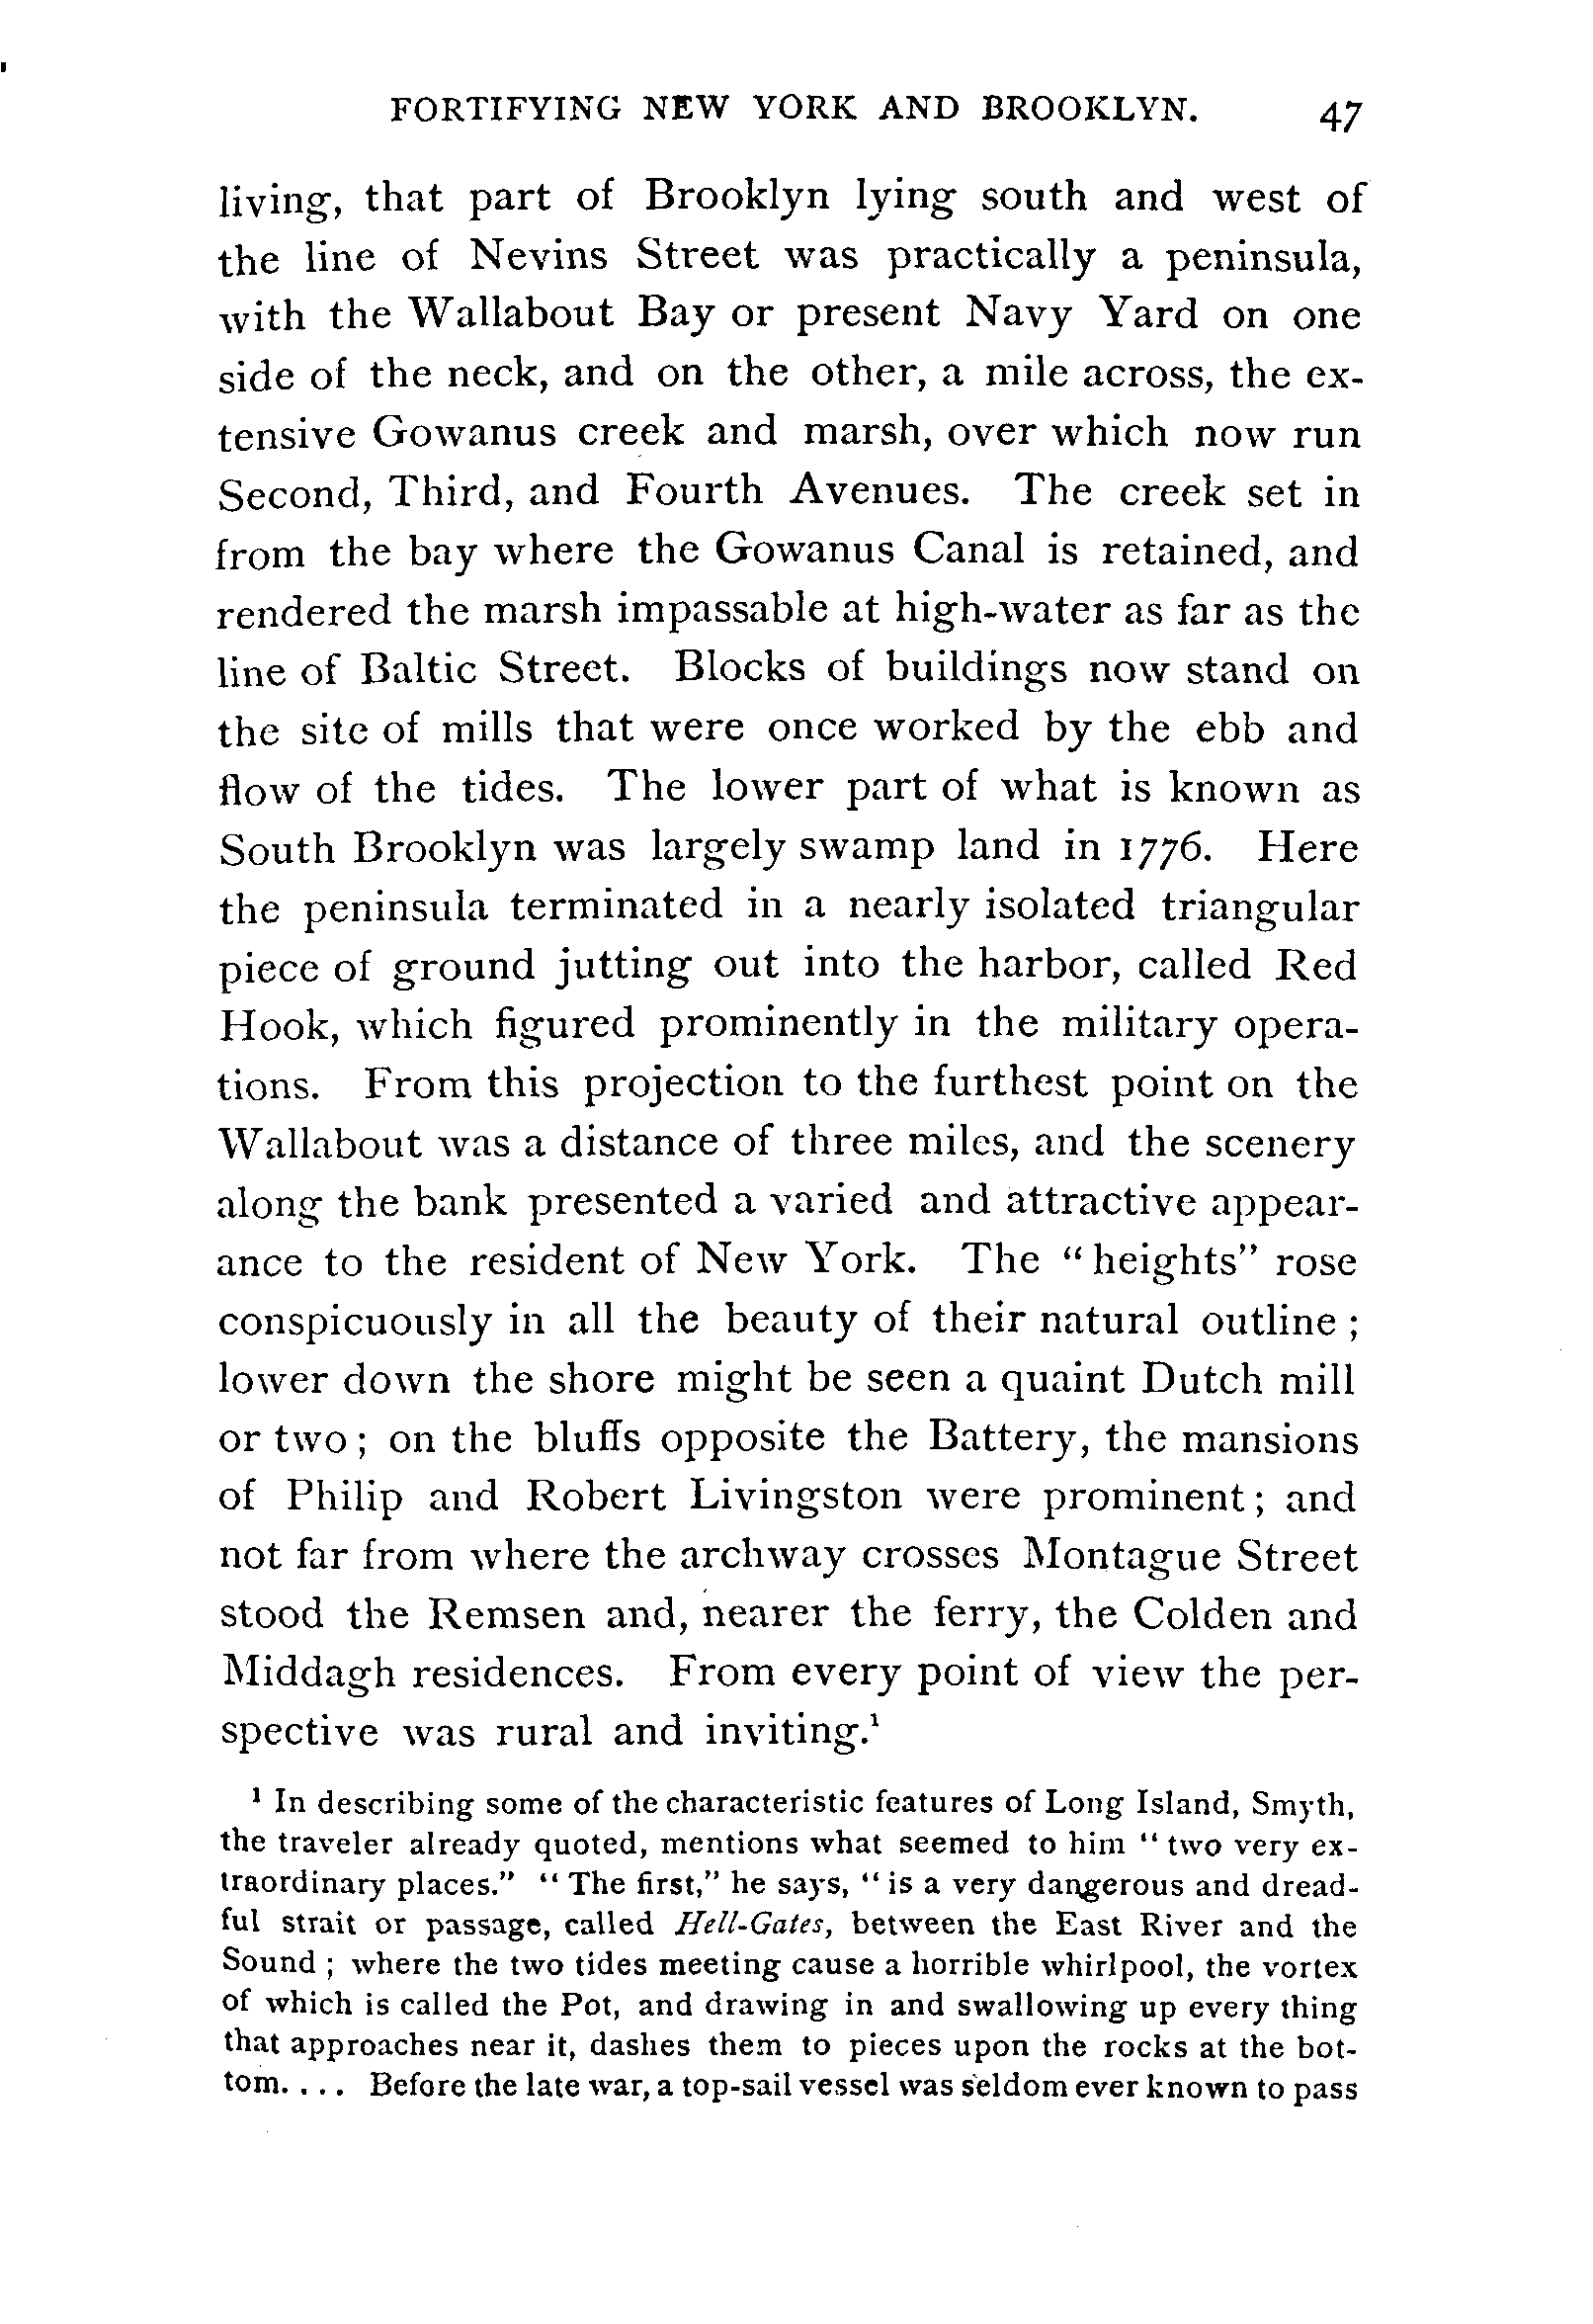 FORTIFYING NEW YORK AND BROOKLYN. 47
living, that part of Brooklyn lying south and west of
the line of Nevins Street was practically a peninsula,
with the Wallabout Bay or present Navy Yard on one
side of the neck, and on the other, a mile across, the ex-
tensive Gowanus creek and marsh, over which now run
Second, Third, and Fourth Avenues. The creek set in
from the bay where the Gowanus Canal is retained, and
rendered the marsh impassable at high-water as far as the
line of Baltic Street. Blocks of buildings now stand on
the site of mills that were once worked by the ebb and
flow of the tides. The lower part of what is known as
South Brooklyn was largely swamp land in 1776. Here
the peninsula terminated in a nearly isolated triangular
piece of ground jutting out into the harbor, called Red
Hook, which figured prominently in the military opera-
tions. From this projection to the furthest point on the
Wallabout was a distance of three miles, and the scenery
along the bank presented a varied and attractive appear-
ance to the resident of New York. The "heights" rose
conspicuously in all the beauty of their natural outline;
lower down the shore might be seen a quaint Dutch mill
or two; on the bluffs opposite the Battery, the mansions
of Philip and Robert Livingston were prominent; and
not far from where the archway crosses Montague Street
stood the Remsen and, nearer the ferry, the Colden and
Middagh residences. From every point of view the per-
spective was rural and inviting.¹
¹ In describing some of the characteristic features of Long Island, Smyth,
the traveler already quoted, mentions what seemed to him "two very ex-
traordinary places." "The first," he says, "is a very dangerous and dread-
ful strait or passage, called Hell-Gates, between the East River and the
Sound; where the two tides meeting cause a horrible whirlpool, the vortex
of which is called the Pot, and drawing in and swallowing up every thing
that approaches near it, dashes them to pieces upon the rocks at the bot-
tom. . . . Before the late war, a top-sail vessel was seldom ever known to pass